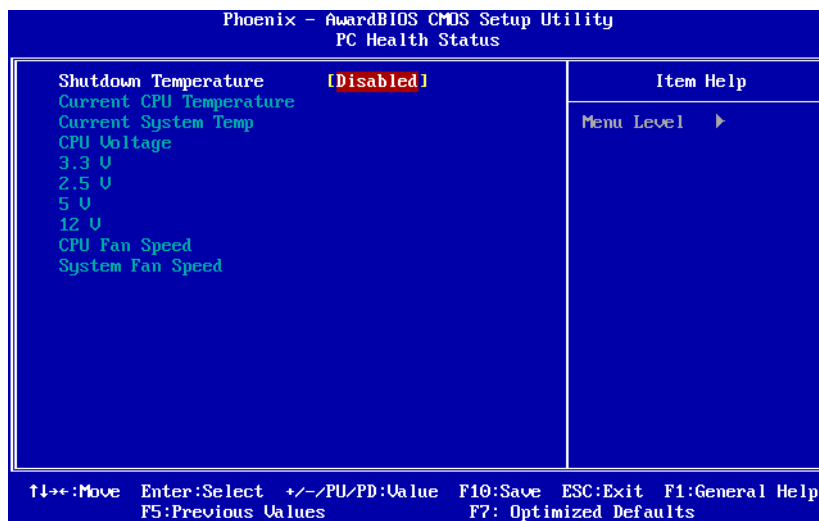 Phoenix - AwardBIOS CMOS Setup Utility
PC Health Status
Shutdown Temperature [Disabled]
Current CPU Temperature
Current System Temp
CPU Voltage
3.3 V
2.5 V
5 V
12 V
CPU Fan Speed
System Fan Speed
Item Help
Menu Level ▶
↑↓→←:Move Enter:Select +/-/PU/PD:Value F10:Save ESC:Exit F1:General Help
F5:Previous Values F7: Optimized Defaults